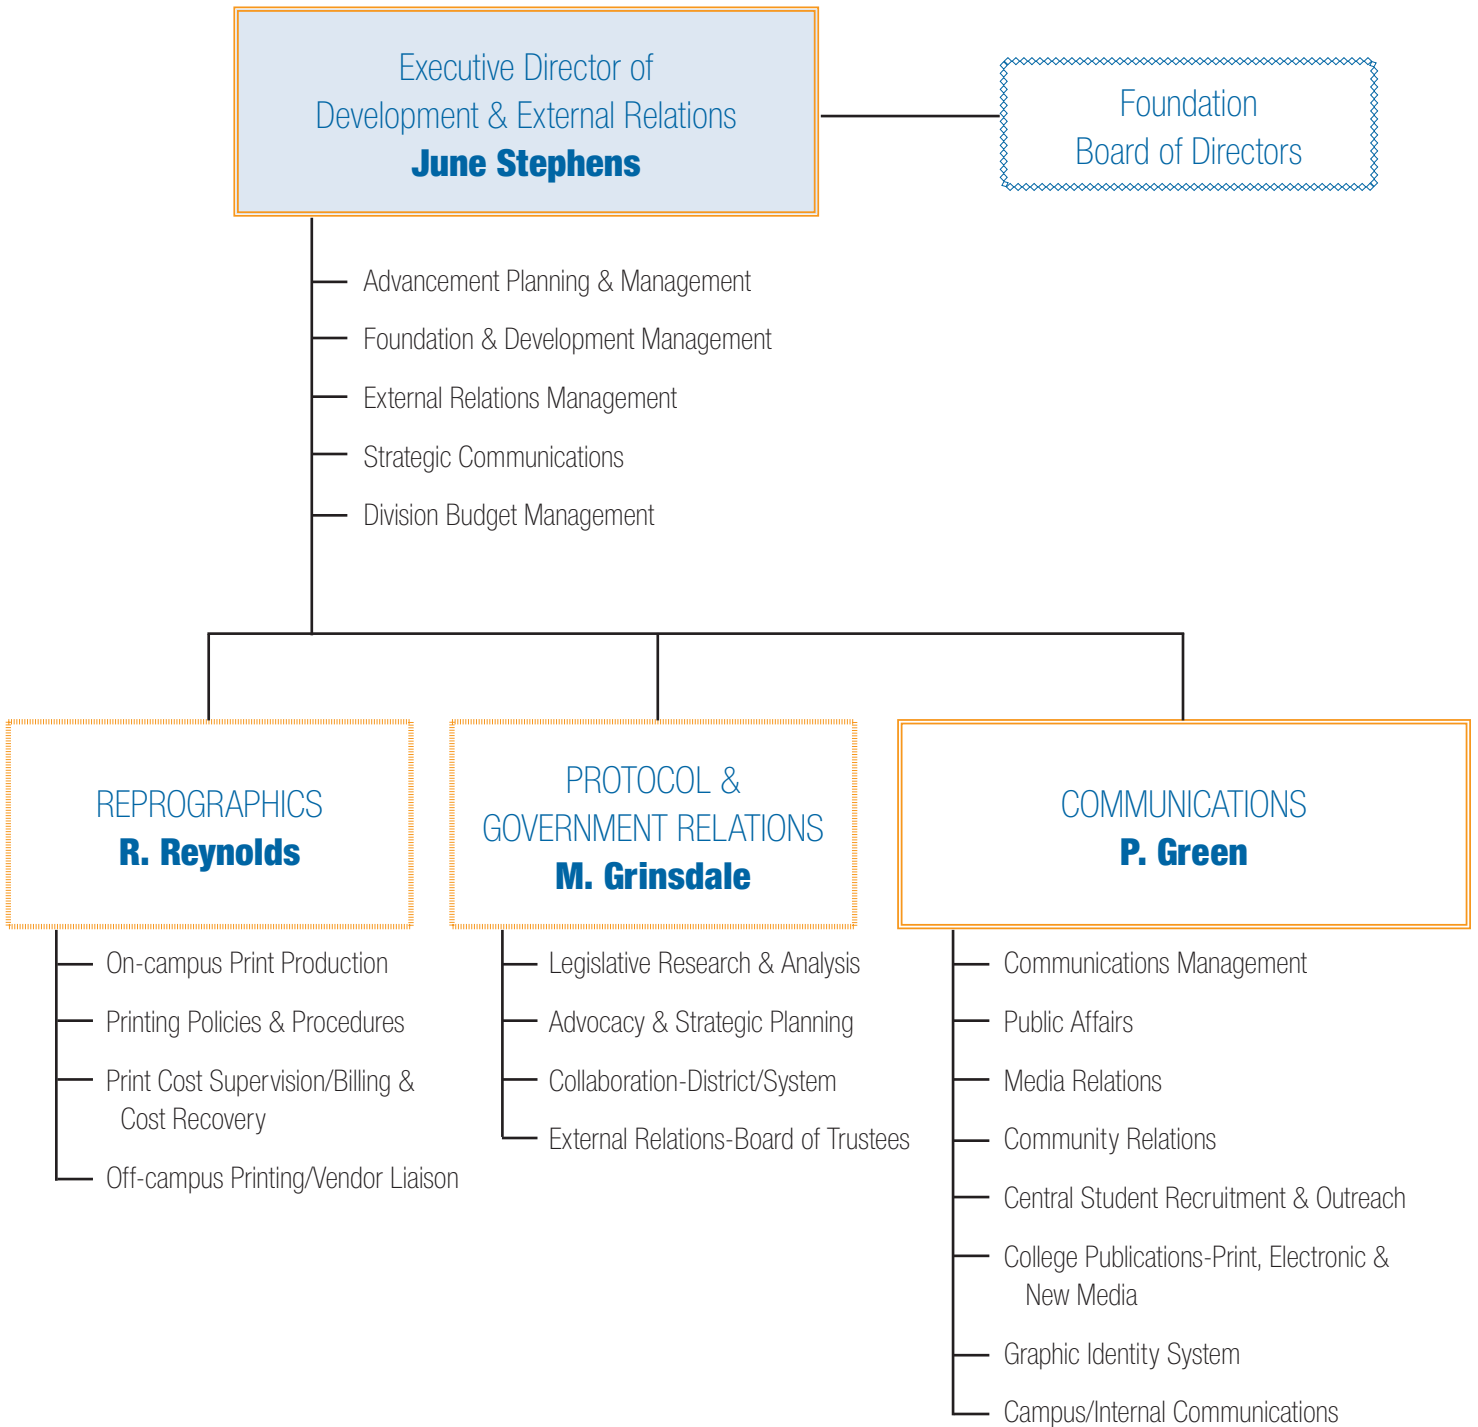 Executive Director of
Development & External Relations
June Stephens
Foundation
Board of Directors
Advancement Planning & Management
Foundation & Development Management
External Relations Management
Strategic Communications
Division Budget Management
REPROGRAPHICS
R. Reynolds
On-campus Print Production
Printing Policies & Procedures
Print Cost Supervision/Billing &
Cost Recovery
Off-campus Printing/Vendor Liaison
PROTOCOL &
GOVERNMENT RELATIONS
M. Grinsdale
Legislative Research & Analysis
Advocacy & Strategic Planning
Collaboration-District/System
External Relations-Board of Trustees
COMMUNICATIONS
P. Green
Communications Management
Public Affairs
Media Relations
Community Relations
Central Student Recruitment & Outreach
College Publications-Print, Electronic &
New Media
Graphic Identity System
Campus/Internal Communications